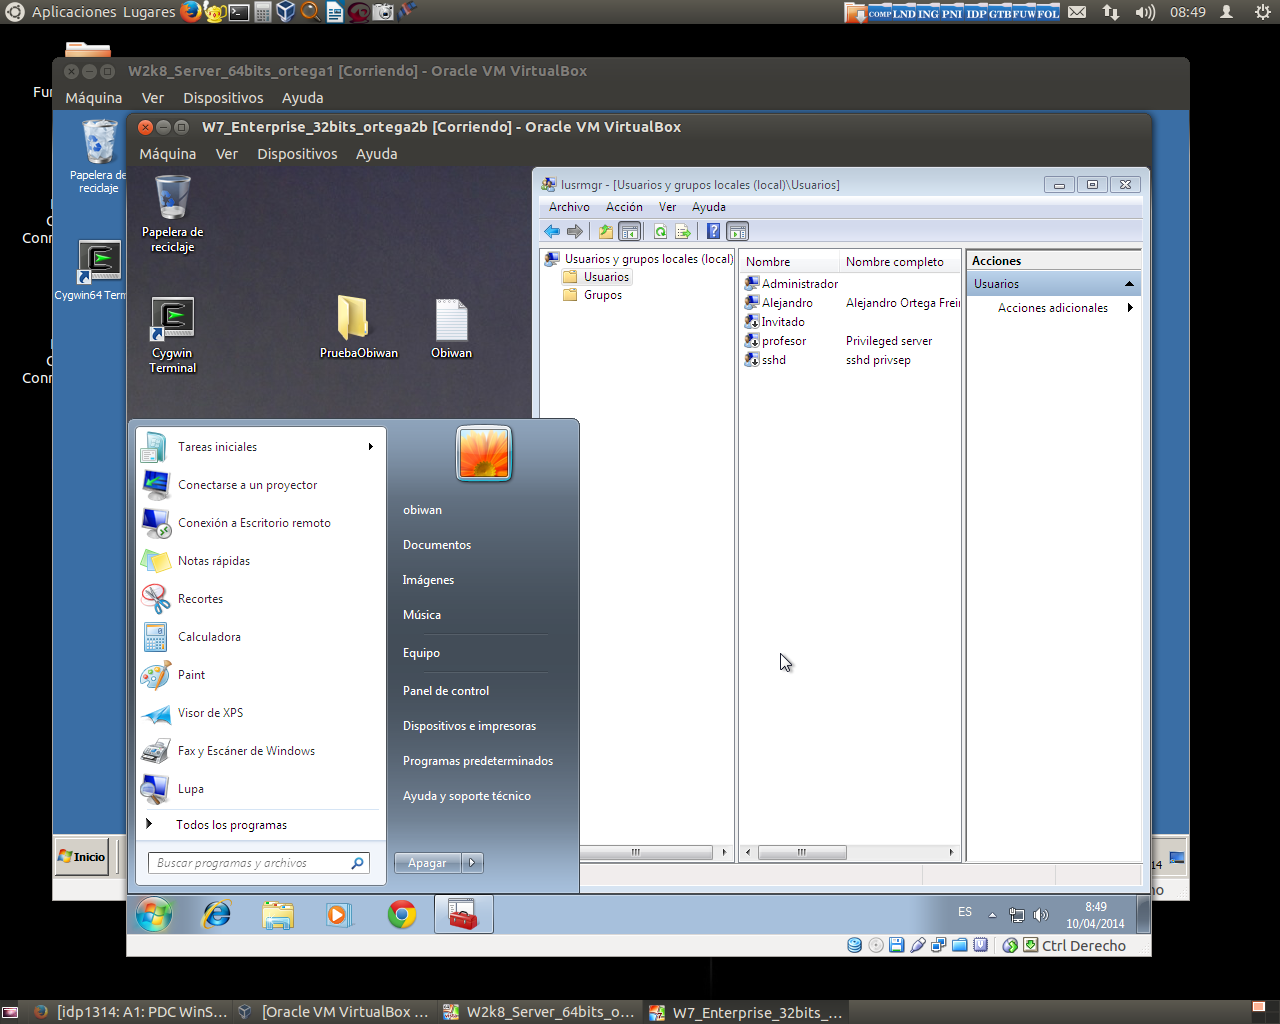 Aplicaciones Lugares
COMP LND ING PNI IDP GTB FUW FOL
08:49
W2k8_Server_64bits_ortega1 [Corriendo] - Oracle VM VirtualBox
Máquina Ver Dispositivos Ayuda
Papelera de
reciclaje
Cygwin64 Term
W7_Enterprise_32bits_ortega2b [Corriendo] - Oracle VM VirtualBox
Máquina Ver Dispositivos Ayuda
Papelera de
reciclaje
Cygwin
Terminal
PruebaObiwan
Obiwan
lusrmgr - [Usuarios y grupos locales (local)\Usuarios]
Archivo Acción Ver Ayuda
Usuarios y grupos locales (local)
Usuarios
Grupos
Nombre Nombre completo
Administrador
Alejandro Alejandro Ortega Frei
Invitado
profesor Privileged server
sshd sshd privsep
Acciones
Usuarios
Acciones adicionales
Tareas iniciales
Conectarse a un proyector
Conexión a Escritorio remoto
Notas rápidas
Recortes
Calculadora
Paint
Visor de XPS
Fax y Escáner de Windows
Lupa
Todos los programas
Buscar programas y archivos
obiwan
Documentos
Imágenes
Música
Equipo
Panel de control
Dispositivos e impresoras
Programas predeterminados
Ayuda y soporte técnico
Apagar
Inicio
14
ES
8:49
10/04/2014
Ctrl Derecho
[idp1314: A1: PDC WinS... [Oracle VM VirtualBox ... W2k8_Server_64bits_o... W7_Enterprise_32bits_...